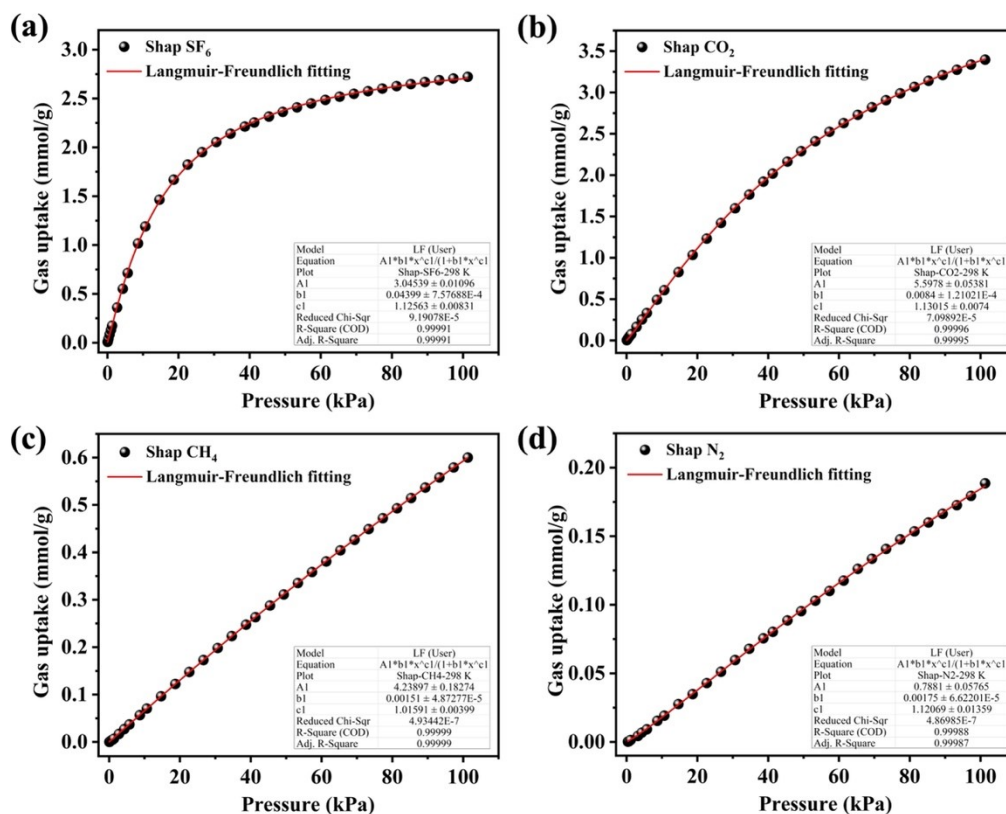 (a)
Shap SF₆
Langmuir-Freundlich fitting
Gas uptake (mmol/g)
3.0
2.5
2.0
1.5
1.0
0.5
0.0
Model LF (User)
Equation A1*b1*x^c1/(1+b1*x^c1
Plot Shap-SF6-298 K
A1 3.04539 ± 0.01096
b1 0.04399 ± 7.57688E-4
c1 1.12563 ± 0.00831
Reduced Chi-Sqr 9.19078E-5
R-Square (COD) 0.99991
Adj. R-Square 0.99991
0 20 40 60 80 100
Pressure (kPa)
(b)
Shap CO₂
Langmuir-Freundlich fitting
Gas uptake (mmol/g)
3.5
3.0
2.5
2.0
1.5
1.0
0.5
0.0
Model LF (User)
Equation A1*b1*x^c1/(1+b1*x^c1
Plot Shap-CO2-298 K
A1 5.5978 ± 0.05381
b1 0.0084 ± 1.21021E-4
c1 1.13015 ± 0.0074
Reduced Chi-Sqr 7.09892E-5
R-Square (COD) 0.99996
Adj. R-Square 0.99995
0 20 40 60 80 100
Pressure (kPa)
(c)
Shap CH₄
Langmuir-Freundlich fitting
Gas uptake (mmol/g)
0.6
0.5
0.4
0.3
0.2
0.1
0.0
Model LF (User)
Equation A1*b1*x^c1/(1+b1*x^c1
Plot Shap-CH4-298 K
A1 4.23897 ± 0.18274
b1 0.00151 ± 4.87277E-5
c1 1.01591 ± 0.00399
Reduced Chi-Sqr 4.93442E-7
R-Square (COD) 0.99999
Adj. R-Square 0.99999
0 20 40 60 80 100
Pressure (kPa)
(d)
Shap N₂
Langmuir-Freundlich fitting
Gas uptake (mmol/g)
0.20
0.15
0.10
0.05
0.00
Model LF (User)
Equation A1*b1*x^c1/(1+b1*x^c1
Plot Shap-N2-298 K
A1 0.7881 ± 0.05765
b1 0.00175 ± 6.62201E-5
c1 1.12069 ± 0.01359
Reduced Chi-Sqr 4.86985E-7
R-Square (COD) 0.99988
Adj. R-Square 0.99987
0 20 40 60 80 100
Pressure (kPa)